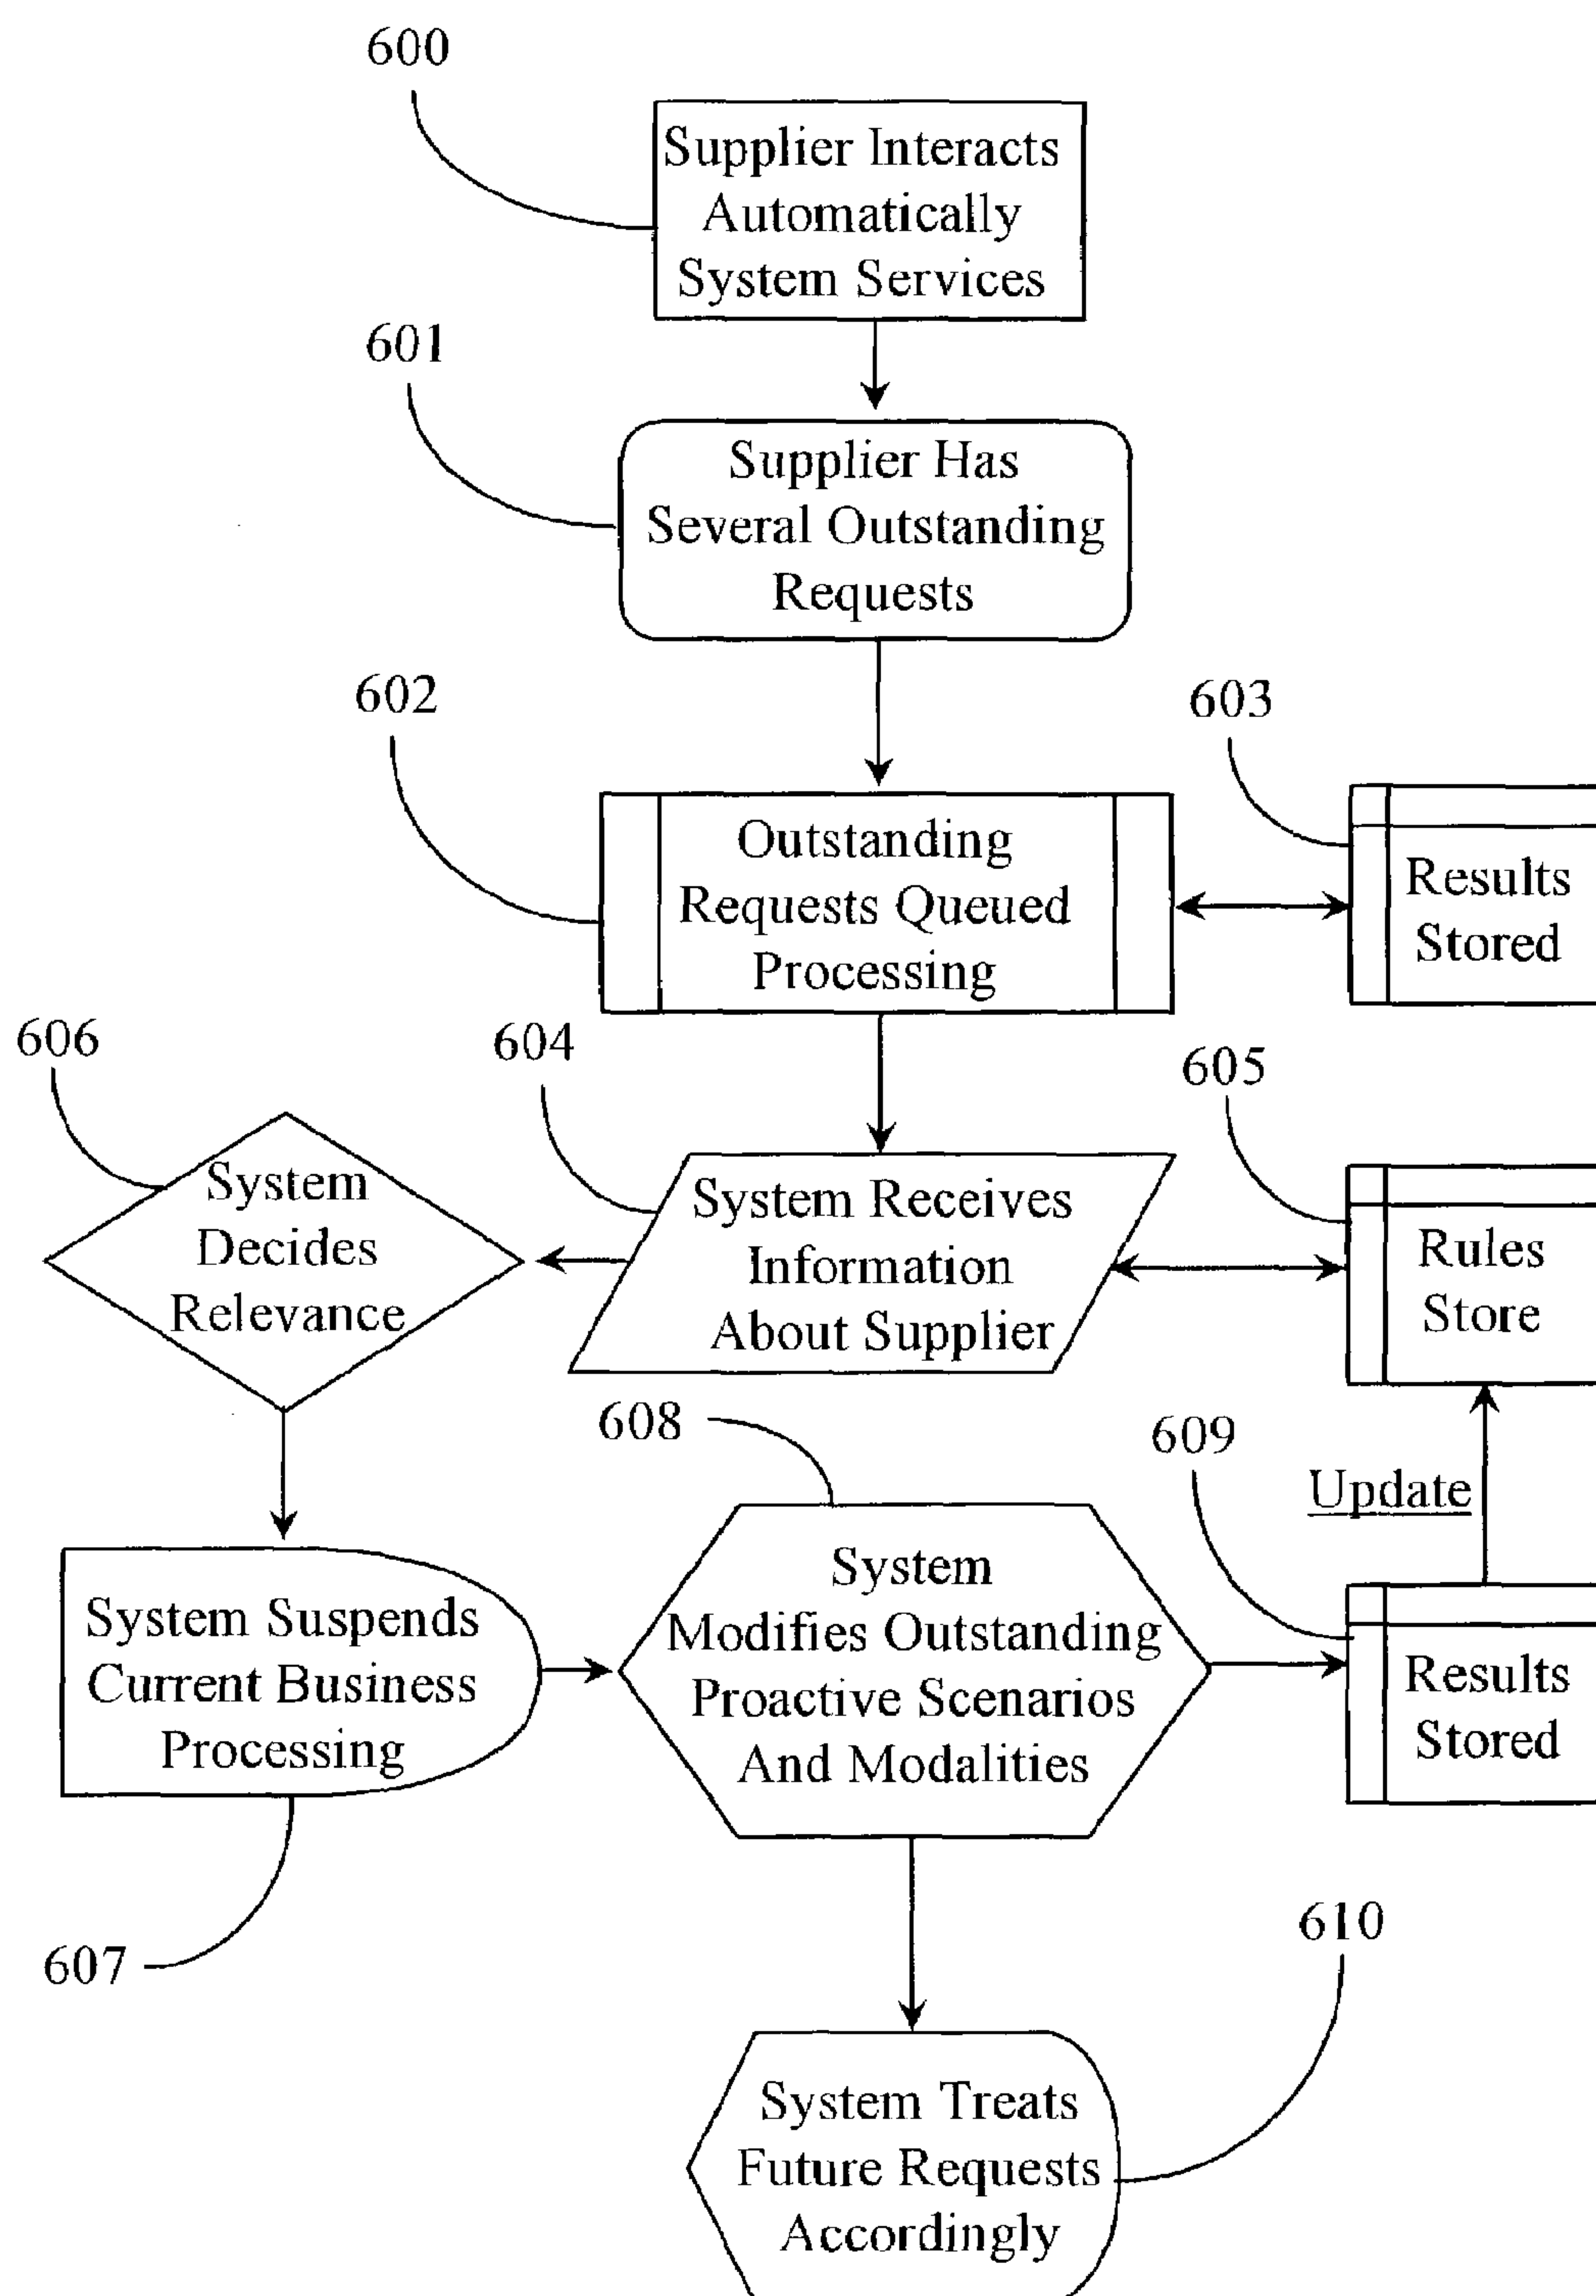 600
Supplier Interacts
Automatically
System Services
601
Supplier Has
Several Outstanding
Requests
602
Outstanding
Requests Queued
Processing
603
Results
Stored
604
System Receives
Information
About Supplier
605
Rules
Store
606
System
Decides
Relevance
607
System Suspends
Current Business
Processing
608
System
Modifies Outstanding
Proactive Scenarios
And Modalities
609
Results
Stored
Update
610
System Treats
Future Requests
Accordingly